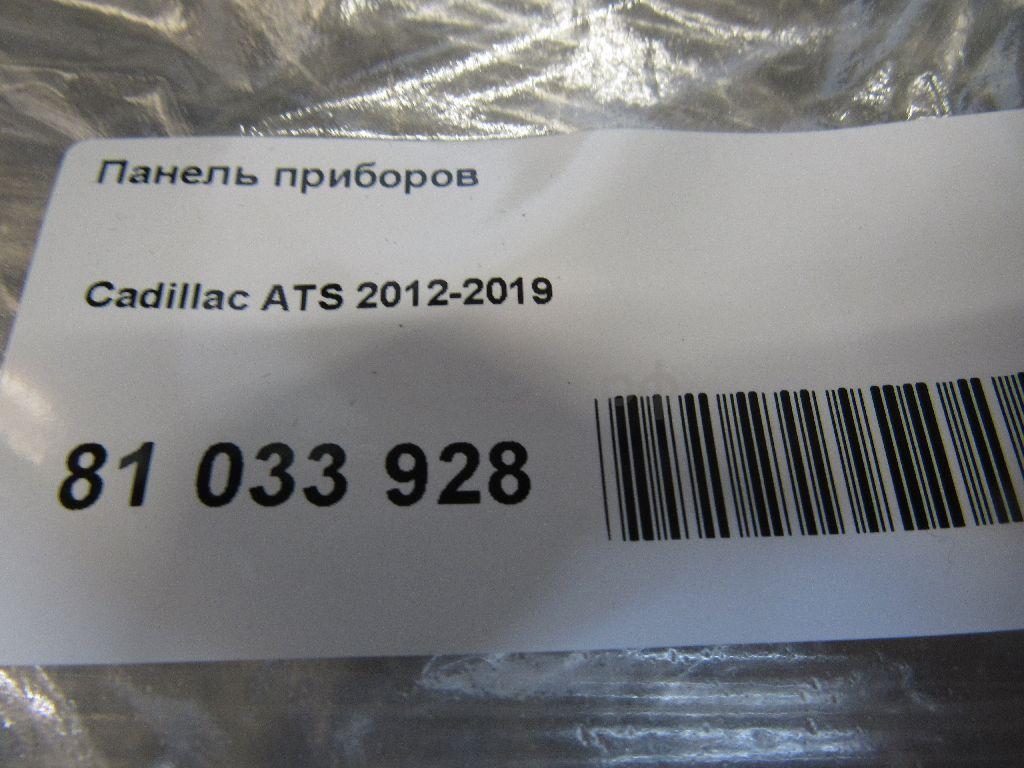 Панель приборов
Cadillac ATS 2012-2019
81 033 928